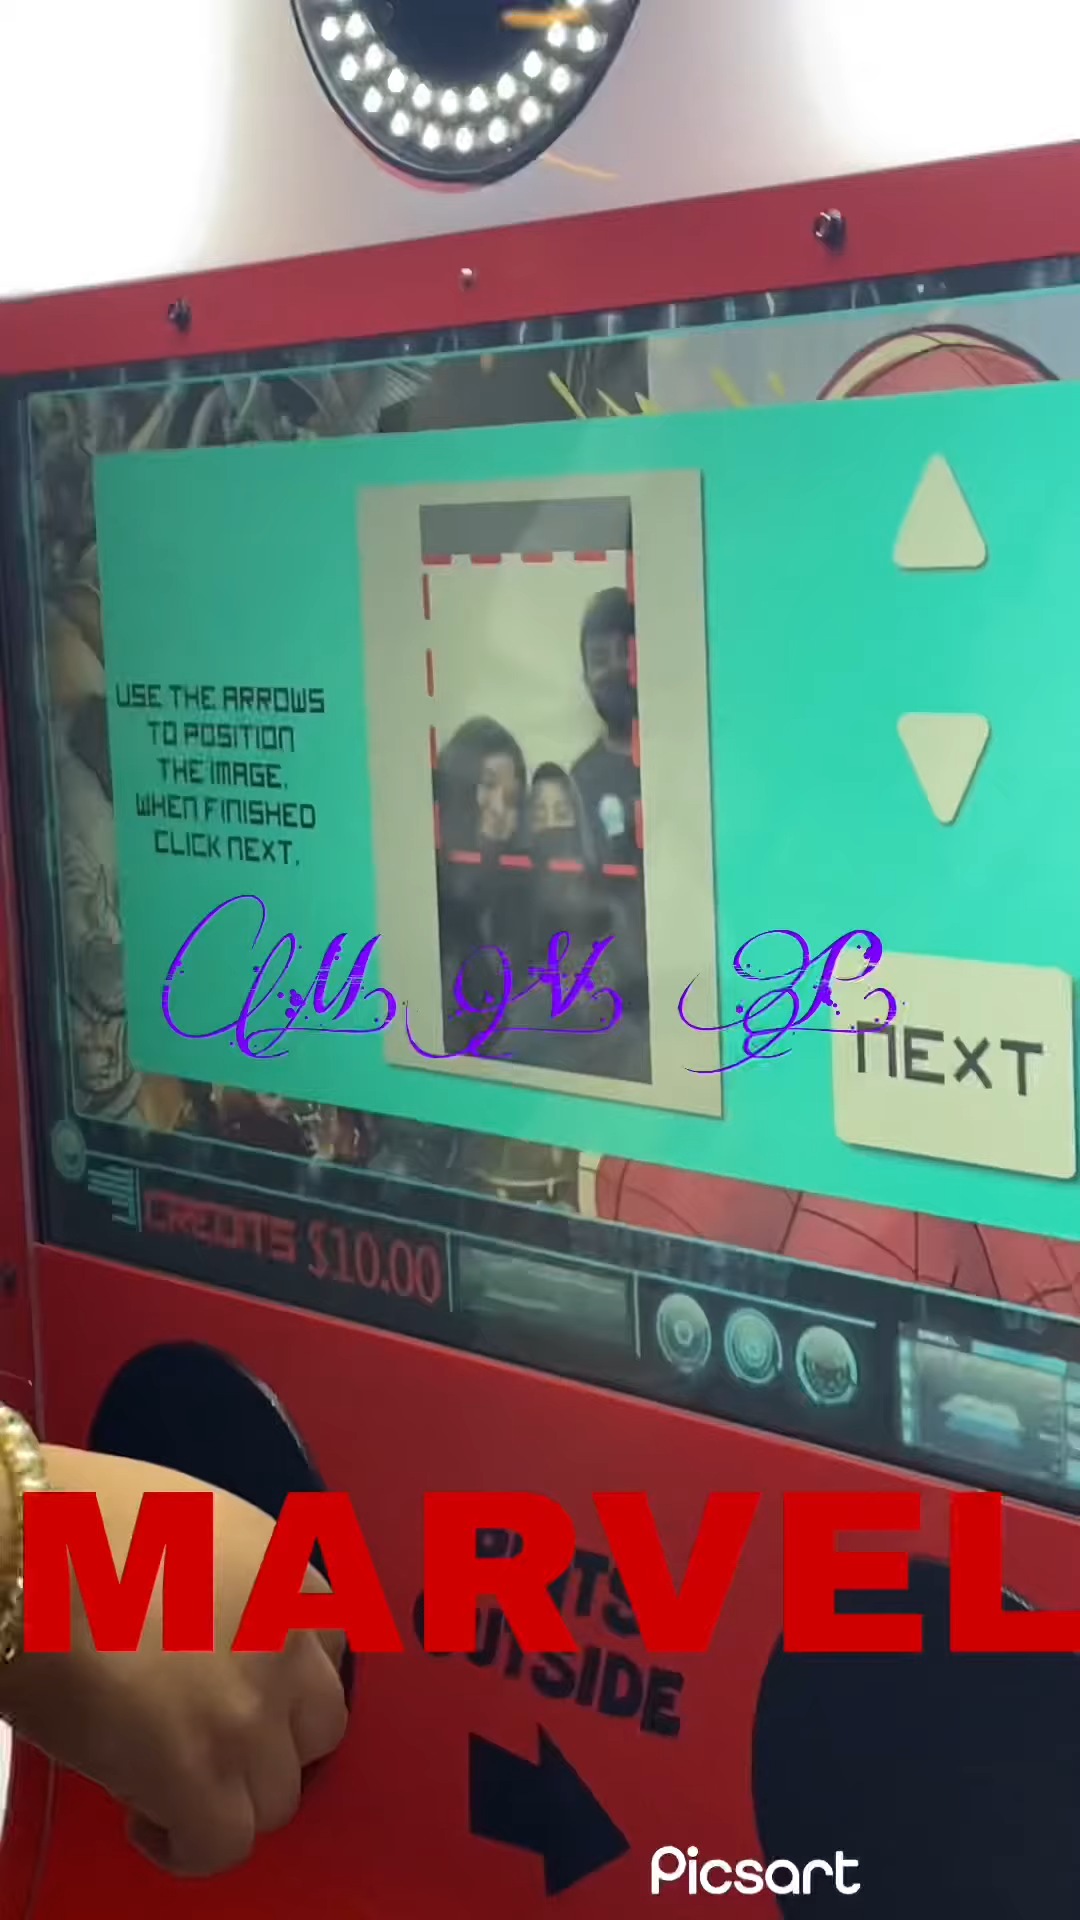 USE THE ARROWS
TO POSITION
THE IMAGE.
WHEN FINISHED
CLICK NEXT.
NEXT
CREDITS $10.00
MARVEL
OUTSIDE
Picsart